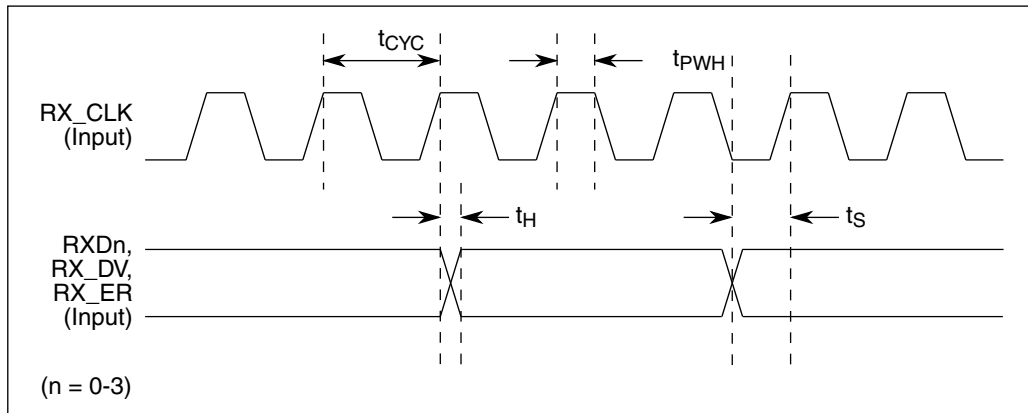 tCYC
tPWH
RX_CLK
(Input)
tH
tS
RXDn,
RX_DV,
RX_ER
(Input)
(n = 0-3)